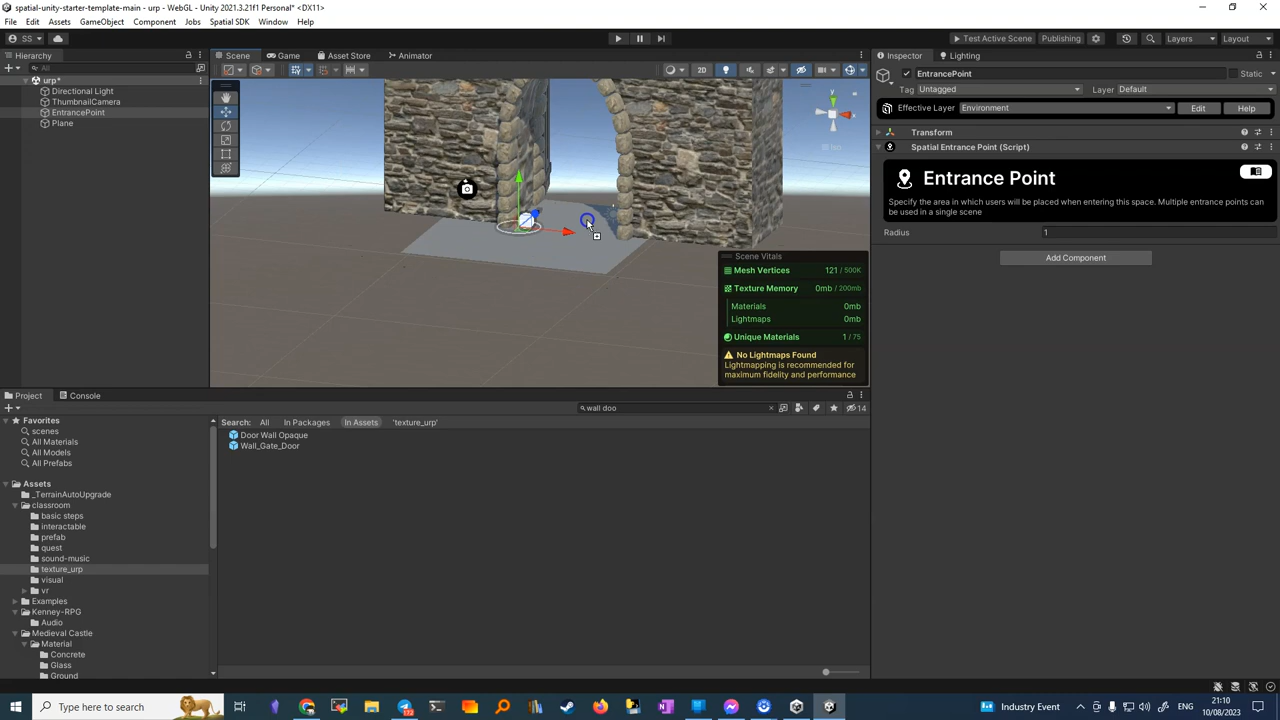 spatial-unity-starter-template-main - urp - WebGL - Unity 2021.3.21f1 Personal* <DX11>
File Edit Assets GameObject Component Jobs Spatial SDK Window Help
SS
Test Active Scene Publishing Layers Layout
Hierarchy
All
urp*
Directional Light
ThumbnailCamera
EntrancePoint
Plane
Scene Game Asset Store Animator
2D
y
x
Iso
Scene Vitals
Mesh Vertices 121 / 500K
Texture Memory 0mb / 200mb
Materials 0mb
Lightmaps 0mb
Unique Materials 1 / 75
No Lightmaps Found
Lightmapping is recommended for
maximum fidelity and performance
Inspector Lighting
EntrancePoint Static
Tag Untagged Layer Default
Effective Layer Environment Edit Help
Transform
Spatial Entrance Point (Script)
Entrance Point
Specify the area in which users will be placed when entering this space. Multiple entrance points can
be used in a single scene
Radius 1
Add Component
Project Console
wall doo
14
Favorites
scenes
All Materials
All Models
All Prefabs
Assets
_TerrainAutoUpgrade
classroom
basic steps
interactable
prefab
quest
sound-music
texture_urp
visual
vr
Examples
Kenney-RPG
Audio
Medieval Castle
Material
Concrete
Glass
Ground
Search: All In Packages In Assets 'texture_urp'
Door Wall Opaque
Wall_Gate_Door
Type here to search
Industry Event
ENG
21:10
10/08/2023